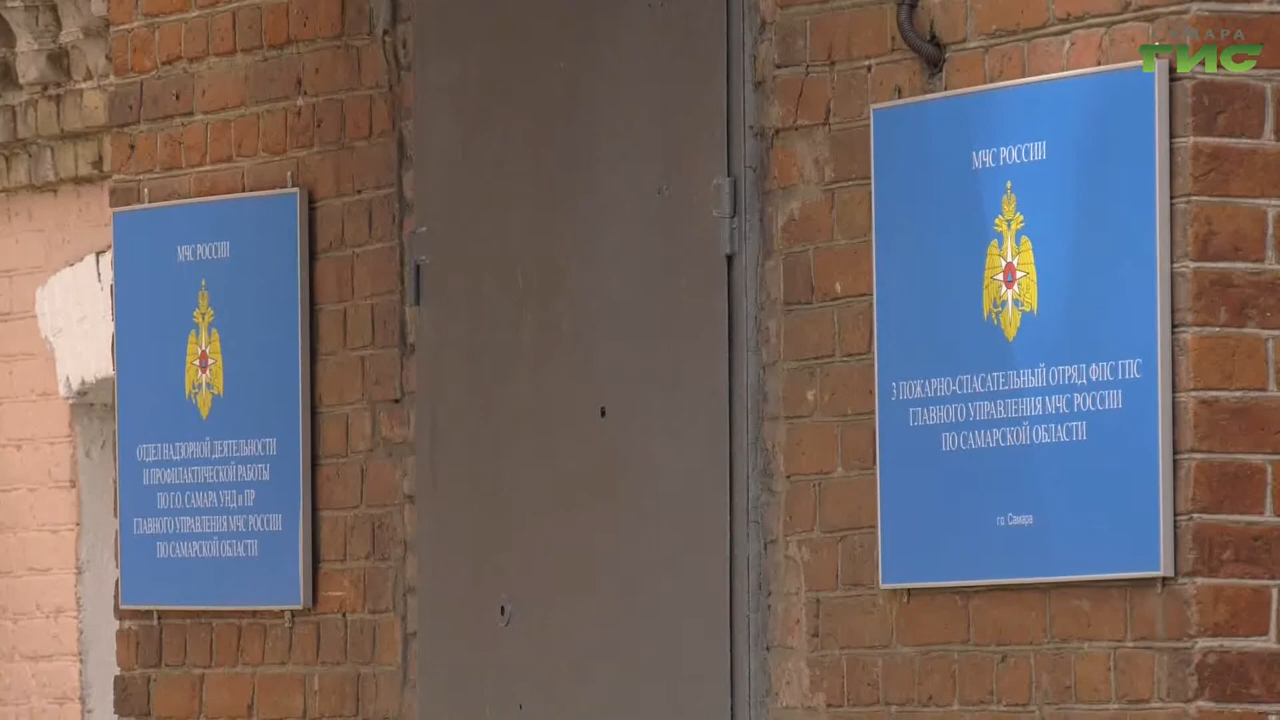 САМАРА
ГИС
МЧС РОССИИ
ОТДЕЛ НАДЗОРНОЙ ДЕЯТЕЛЬНОСТИ
И ПРОФИЛАКТИЧЕСКОЙ РАБОТЫ
ПО Г.О. САМАРА УНД и ПР
ГЛАВНОГО УПРАВЛЕНИЯ МЧС РОССИИ
ПО САМАРСКОЙ ОБЛАСТИ
МЧС РОССИИ
3 ПОЖАРНО-СПАСАТЕЛЬНЫЙ ОТРЯД ФПС ГПС
ГЛАВНОГО УПРАВЛЕНИЯ МЧС РОССИИ
ПО САМАРСКОЙ ОБЛАСТИ
г.о. Самара